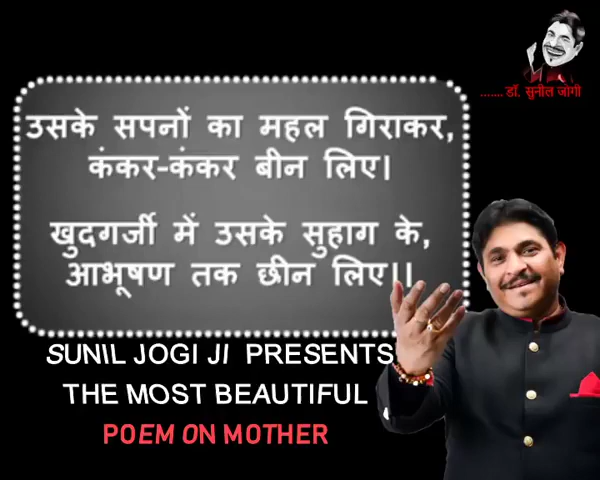 .......डॉ. सुनील जोगी
उसके सपनों का महल गिराकर,
कंकर-कंकर बीन लिए।
खुदगर्जी में उसके सुहाग के,
आभूषण तक छीन लिए।।
SUNIL JOGI JI PRESENTS
THE MOST BEAUTIFUL
POEM ON MOTHER